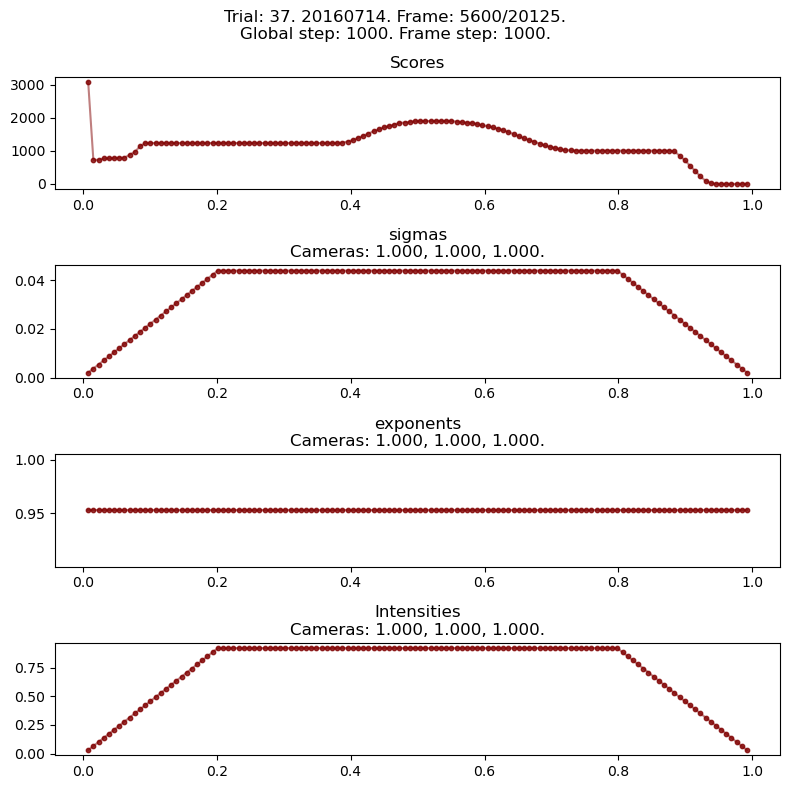 Trial: 37. 20160714. Frame: 5600/20125.
Global step: 1000. Frame step: 1000.
Scores
3000
2000
1000
0
0.0 0.2 0.4 0.6 0.8 1.0
sigmas
Cameras: 1.000, 1.000, 1.000.
0.04
0.02
0.00
0.0 0.2 0.4 0.6 0.8 1.0
exponents
Cameras: 1.000, 1.000, 1.000.
1.00
0.95
0.0 0.2 0.4 0.6 0.8 1.0
Intensities
Cameras: 1.000, 1.000, 1.000.
0.75
0.50
0.25
0.00
0.0 0.2 0.4 0.6 0.8 1.0